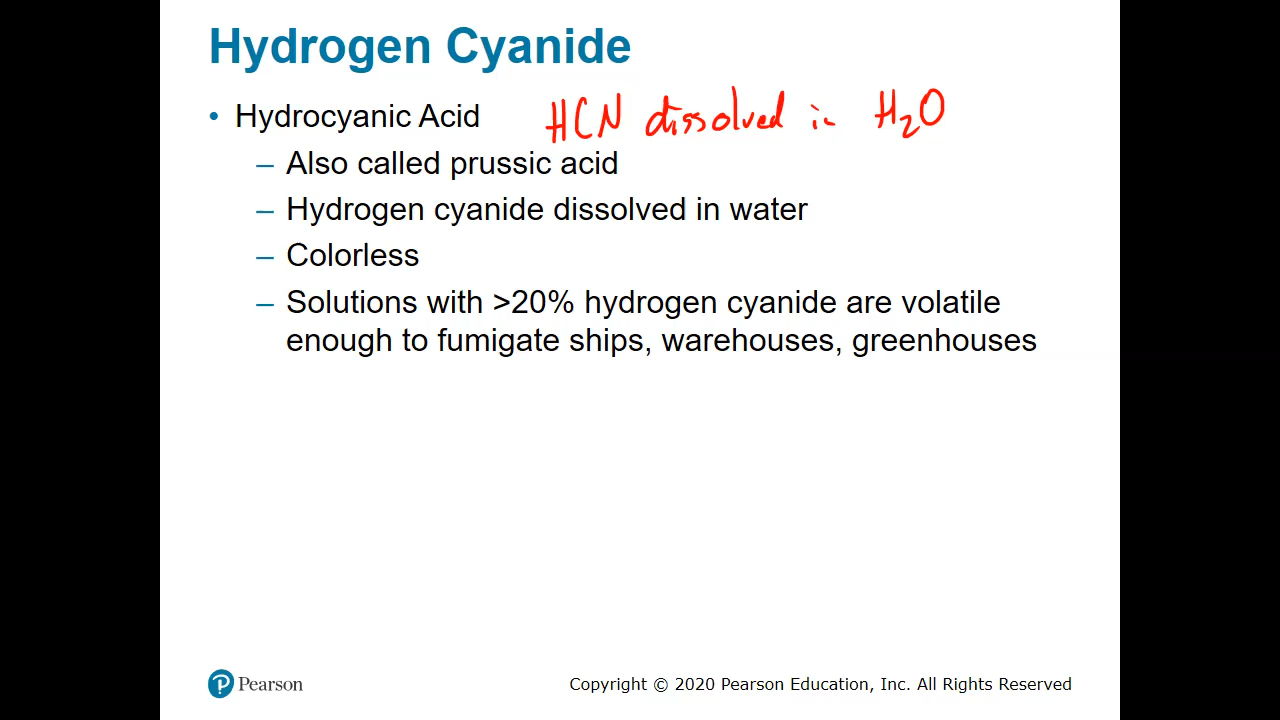 Hydrogen Cyanide
• Hydrocyanic Acid HCN dissolved in H₂O
– Also called prussic acid
– Hydrogen cyanide dissolved in water
– Colorless
– Solutions with >20% hydrogen cyanide are volatile
enough to fumigate ships, warehouses, greenhouses
Pearson
Copyright © 2020 Pearson Education, Inc. All Rights Reserved